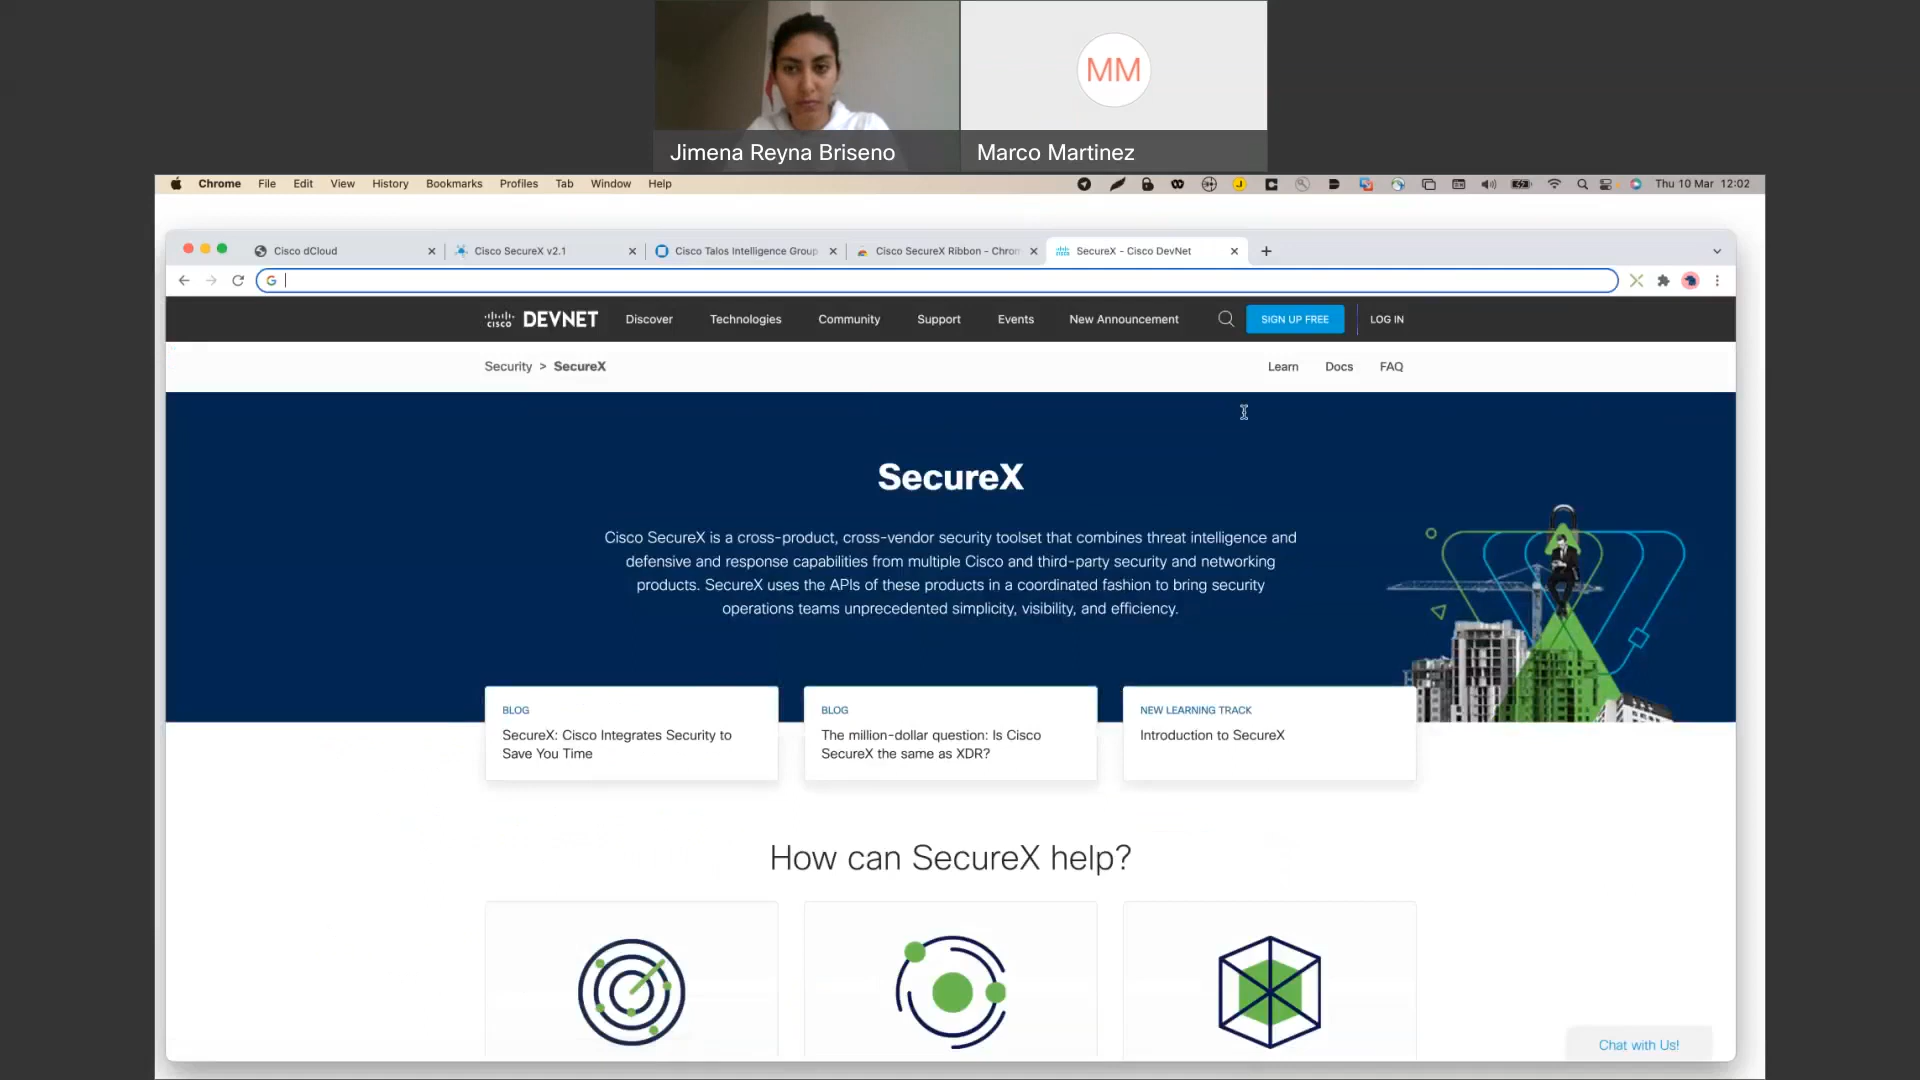 MM
Jimena Reyna Briseno
Marco Martinez
Chrome File Edit View History Bookmarks Profiles Tab Window Help
Thu 10 Mar 12:02
Cisco dCloud
Cisco SecureX v2.1
Cisco Talos Intelligence Group
Cisco SecureX Ribbon - Chrom
SecureX - Cisco DevNet
CISCO DEVNET
Discover
Technologies
Community
Support
Events
New Announcement
SIGN UP FREE
LOG IN
Security > SecureX
Learn
Docs
FAQ
SecureX
Cisco SecureX is a cross-product, cross-vendor security toolset that combines threat intelligence and
defensive and response capabilities from multiple Cisco and third-party security and networking
products. SecureX uses the APIs of these products in a coordinated fashion to bring security
operations teams unprecedented simplicity, visibility, and efficiency.
BLOG
SecureX: Cisco Integrates Security to
Save You Time
BLOG
The million-dollar question: Is Cisco
SecureX the same as XDR?
NEW LEARNING TRACK
Introduction to SecureX
How can SecureX help?
Chat with Us!